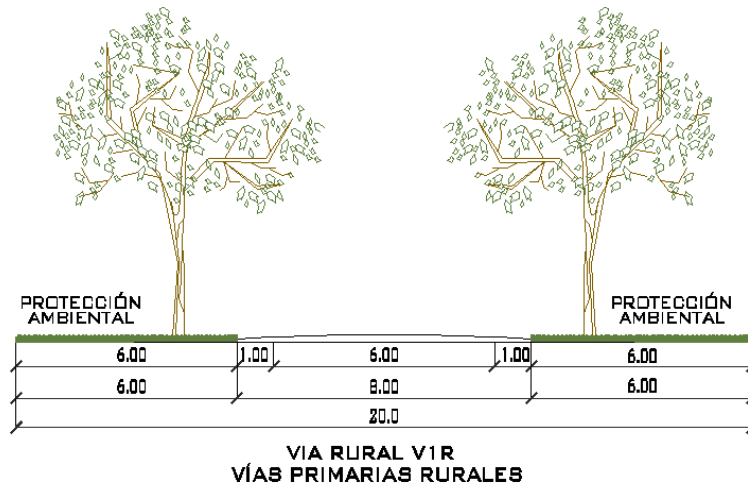 PROTECCIÓN
AMBIENTAL
PROTECCIÓN
AMBIENTAL
6.00 1.00 6.00 1.00 6.00
6.00 8.00 6.00
20.0
VIA RURAL V1R
VÍAS PRIMARIAS RURALES